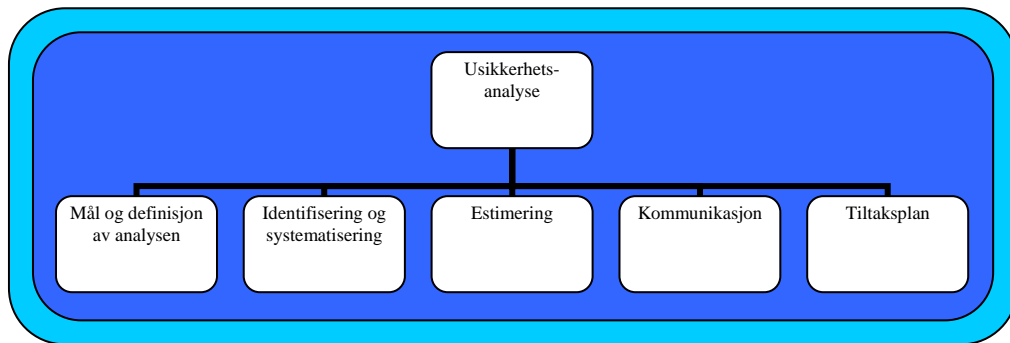 Usikkerhets-
analyse
Mål og definisjon
av analysen
Identifisering og
systematisering
Estimering
Kommunikasjon
Tiltaksplan